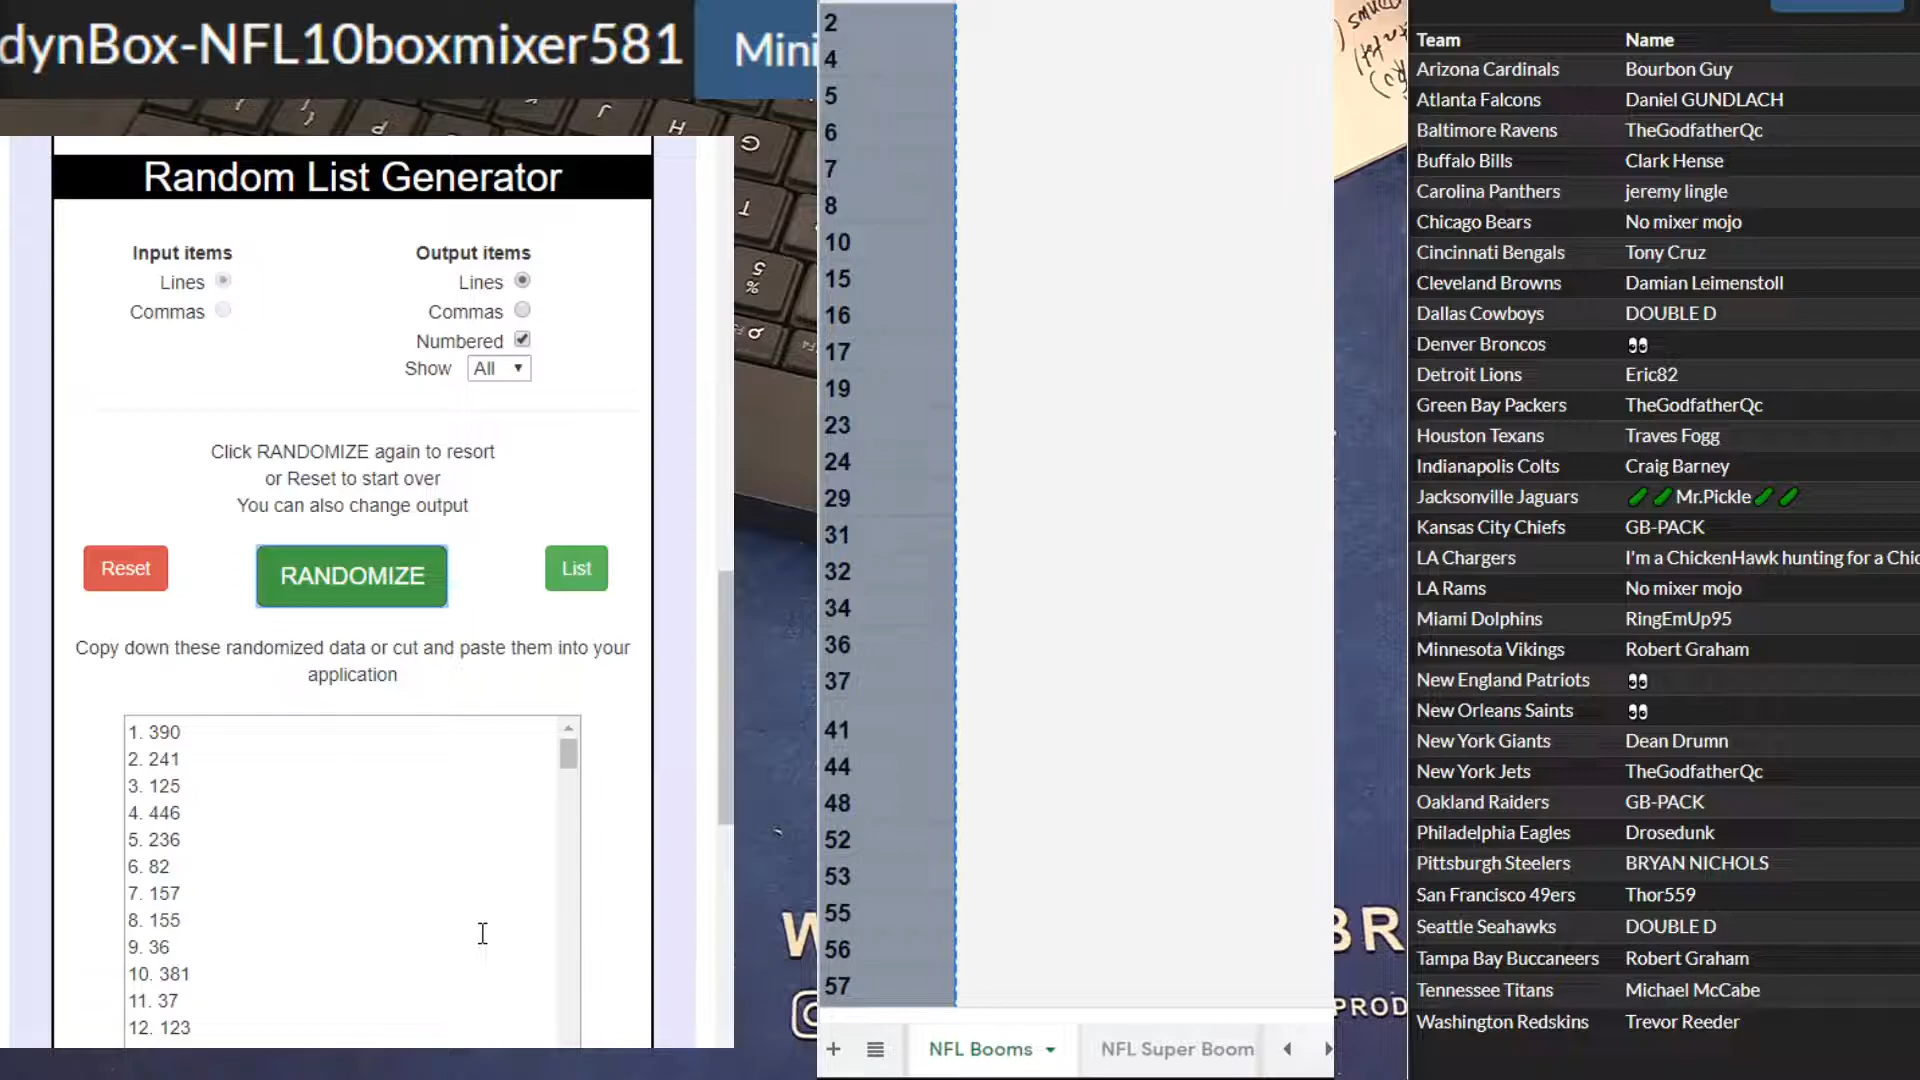 dynBox-NFL10boxmixer581
Mini
Random List Generator
Input items
Lines
Commas
Output items
Lines
Commas
Numbered
Show All
Click RANDOMIZE again to resort
or Reset to start over
You can also change output
Reset
RANDOMIZE
List
Copy down these randomized data or cut and paste them into your
application
1. 390
2. 241
3. 125
4. 446
5. 236
6. 82
7. 157
8. 155
9. 36
10. 381
11. 37
12. 123
2
4
5
6
7
8
10
15
16
17
19
23
24
29
31
32
34
36
37
41
44
48
52
53
55
56
57
NFL Booms
NFL Super Boom
Team Name
Arizona Cardinals Bourbon Guy
Atlanta Falcons Daniel GUNDLACH
Baltimore Ravens TheGodfatherQc
Buffalo Bills Clark Hense
Carolina Panthers jeremy lingle
Chicago Bears No mixer mojo
Cincinnati Bengals Tony Cruz
Cleveland Browns Damian Leimenstoll
Dallas Cowboys DOUBLE D
Denver Broncos 👀
Detroit Lions Eric82
Green Bay Packers TheGodfatherQc
Houston Texans Traves Fogg
Indianapolis Colts Craig Barney
Jacksonville Jaguars 🥒🥒Mr.Pickle🥒🥒
Kansas City Chiefs GB-PACK
LA Chargers I'm a ChickenHawk hunting for a Chic
LA Rams No mixer mojo
Miami Dolphins RingEmUp95
Minnesota Vikings Robert Graham
New England Patriots 👀
New Orleans Saints 👀
New York Giants Dean Drumn
New York Jets TheGodfatherQc
Oakland Raiders GB-PACK
Philadelphia Eagles Drosedunk
Pittsburgh Steelers BRYAN NICHOLS
San Francisco 49ers Thor559
Seattle Seahawks DOUBLE D
Tampa Bay Buccaneers Robert Graham
Tennessee Titans Michael McCabe
Washington Redskins Trevor Reeder